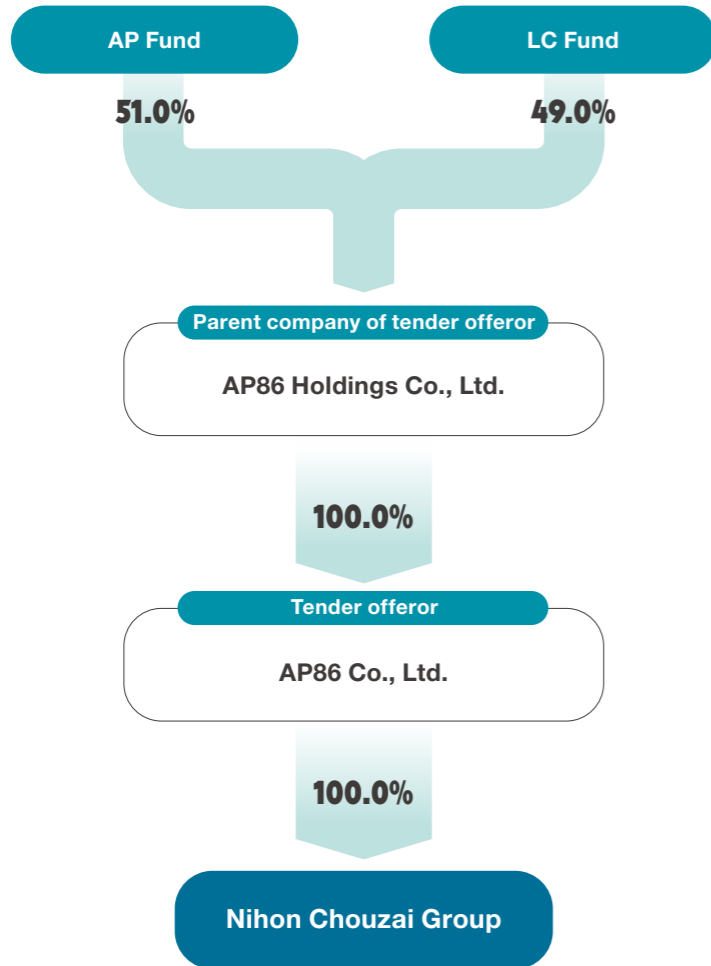 AP Fund
LC Fund
51.0%
49.0%
Parent company of tender offeror
AP86 Holdings Co., Ltd.
100.0%
Tender offeror
AP86 Co., Ltd.
100.0%
Nihon Chouzai Group